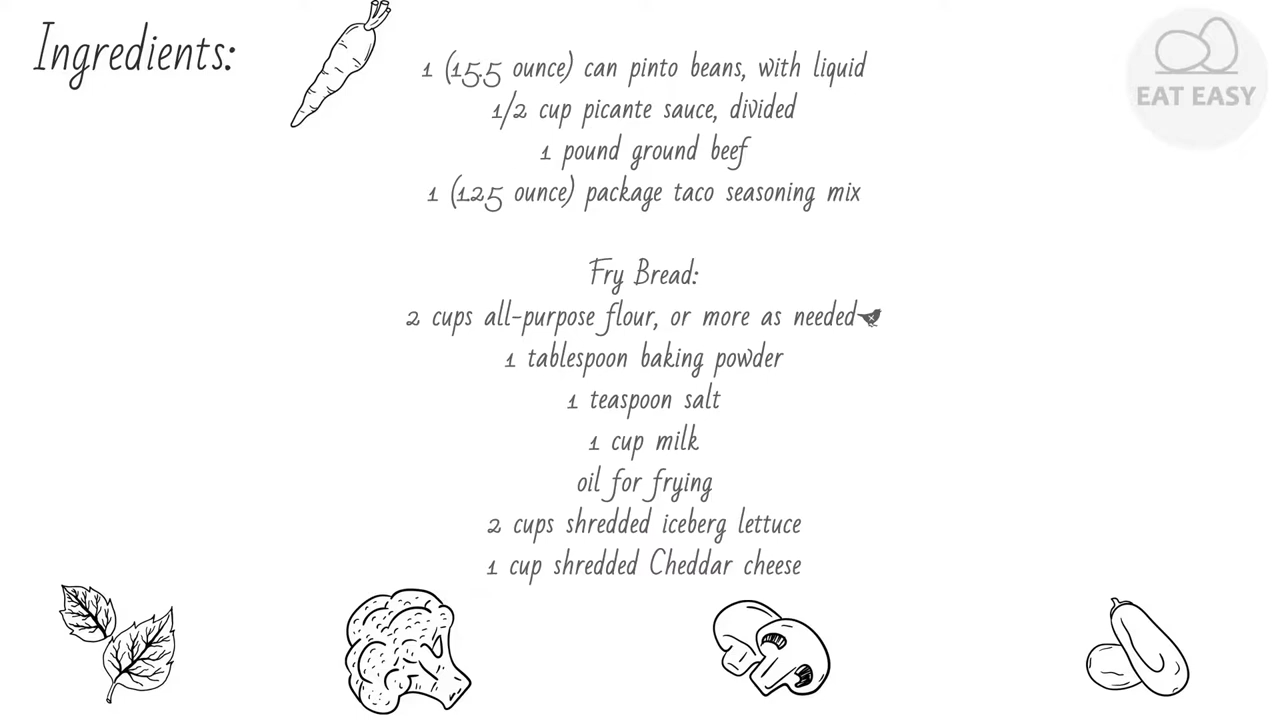 Ingredients:
1 (15.5 ounce) can pinto beans, with liquid
1/2 cup picante sauce, divided
1 pound ground beef
1 (1.25 ounce) package taco seasoning mix
Fry Bread:
2 cups all-purpose flour, or more as needed
1 tablespoon baking powder
1 teaspoon salt
1 cup milk
oil for frying
2 cups shredded iceberg lettuce
1 cup shredded Cheddar cheese
EAT EASY